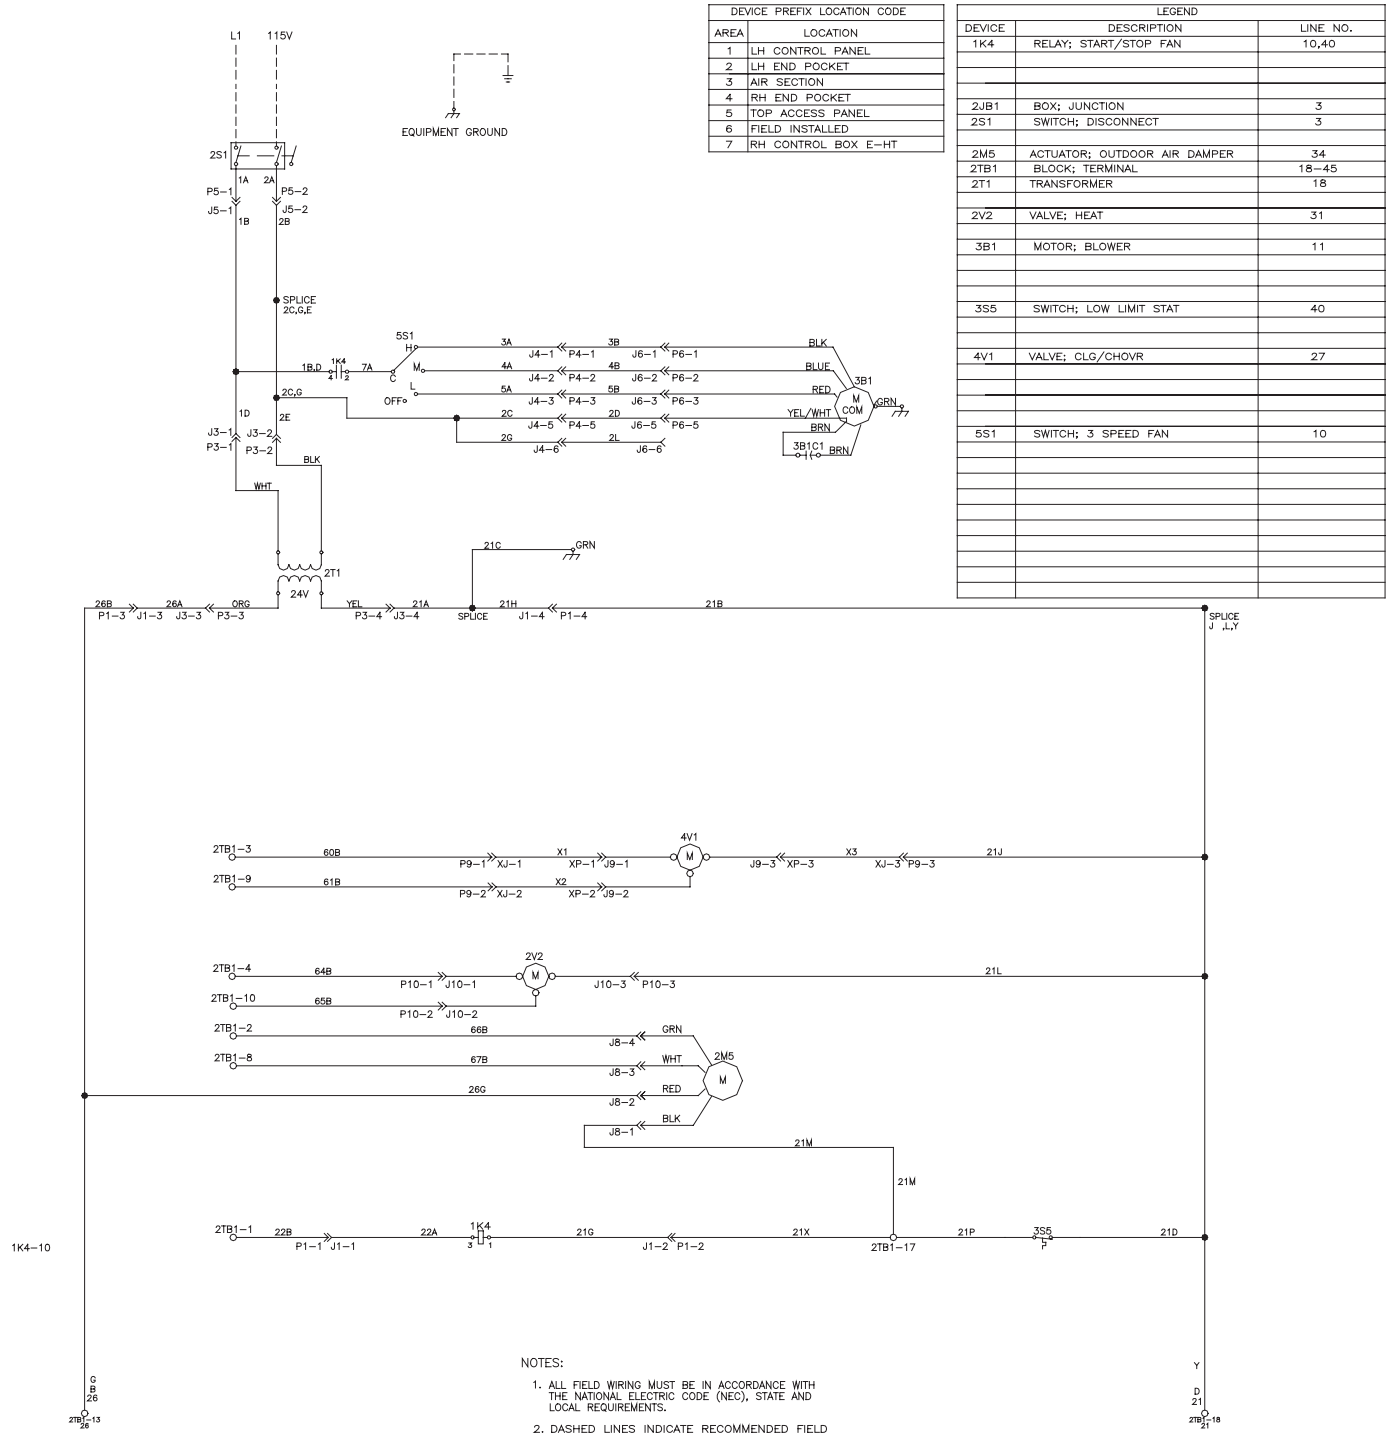 DEVICE PREFIX LOCATION CODE
AREA LOCATION
1 LH CONTROL PANEL
2 LH END POCKET
3 AIR SECTION
4 RH END POCKET
5 TOP ACCESS PANEL
6 FIELD INSTALLED
7 RH CONTROL BOX E-HT
LEGEND
DEVICE DESCRIPTION LINE NO.
1K4 RELAY; START/STOP FAN 10,40
2JB1 BOX; JUNCTION 3
2S1 SWITCH; DISCONNECT 3
2M5 ACTUATOR; OUTDOOR AIR DAMPER 34
2TB1 BLOCK; TERMINAL 18-45
2T1 TRANSFORMER 18
2V2 VALVE; HEAT 31
3B1 MOTOR; BLOWER 11
3S5 SWITCH; LOW LIMIT STAT 40
4V1 VALVE; CLG/CHOVR 27
5S1 SWITCH; 3 SPEED FAN 10
L1 115V
EQUIPMENT GROUND
2S1
1A 2A
P5-1 P5-2
J5-1 J5-2
1B 2B
SPLICE
2C,G,E
5S1
H 3A 3B BLK
J4-1 P4-1 J6-1 P6-1
1B,D 1K4 7A C M 4A 4B BLUE
4 2
J4-2 P4-2 J6-2 P6-2
3B1
L 5A 5B RED
OFF J4-3 P4-3 J6-3 P6-3
M
COM
GRN
2C,G
1D 2E 2C 2D YEL/WHT
J4-5 P4-5 J6-5 P6-5
BRN
J3-1 J3-2
P3-1 P3-2
2G 2L
J4-6 J6-6
3B1C1 BRN
BLK
WHT
21C GRN
2T1
24V
26B 26A ORG YEL 21A 21H 21B
P1-3 J1-3 J3-3 P3-3 P3-4 J3-4 SPLICE J1-4 P1-4
SPLICE
J ,L,Y
4V1
2TB1-3 60B X1 M X3 21J
P9-1 XJ-1 XP-1 J9-1 J9-3 XP-3 XJ-3 P9-3
2TB1-9 61B X2
P9-2 XJ-2 XP-2 J9-2
2V2
2TB1-4 64B M 21L
P10-1 J10-1 J10-3 P10-3
2TB1-10 65B
P10-2 J10-2
2TB1-2 66B GRN
J8-4
2TB1-8 67B WHT 2M5
J8-3
M
26G RED
J8-2
BLK
J8-1
21M
21M
2TB1-1 22B 22A 1K4 21G 21X 21P 3S5 21D
P1-1 J1-1 3 1 J1-2 P1-2 2TB1-17
1K4-10
G
B
26
2TB1-13
26
Y
D
21
2TB1-18
21
NOTES:
1. ALL FIELD WIRING MUST BE IN ACCORDANCE WITH
THE NATIONAL ELECTRIC CODE (NEC), STATE AND
LOCAL REQUIREMENTS.
2. DASHED LINES INDICATE RECOMMENDED FIELD